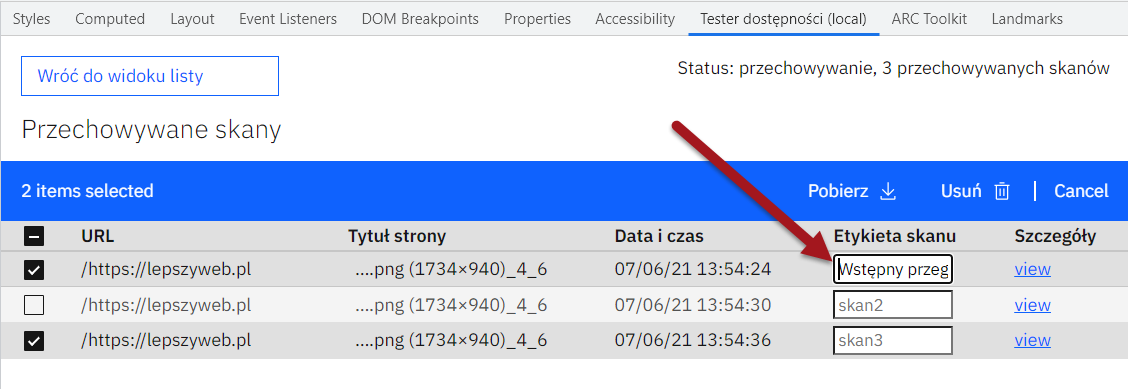 Styles Computed Layout Event Listeners DOM Breakpoints Properties Accessibility Tester dostępności (local) ARC Toolkit Landmarks
Wróć do widoku listy
Status: przechowywanie, 3 przechowywanych skanów
Przechowywane skany
2 items selected Pobierz Usuń Cancel
URL Tytuł strony Data i czas Etykieta skanu Szczegóły
/https://lepszyweb.pl ....png (1734×940)_4_6 07/06/21 13:54:24 Wstępny przeg view
/https://lepszyweb.pl ....png (1734×940)_4_6 07/06/21 13:54:30 skan2 view
/https://lepszyweb.pl ....png (1734×940)_4_6 07/06/21 13:54:36 skan3 view